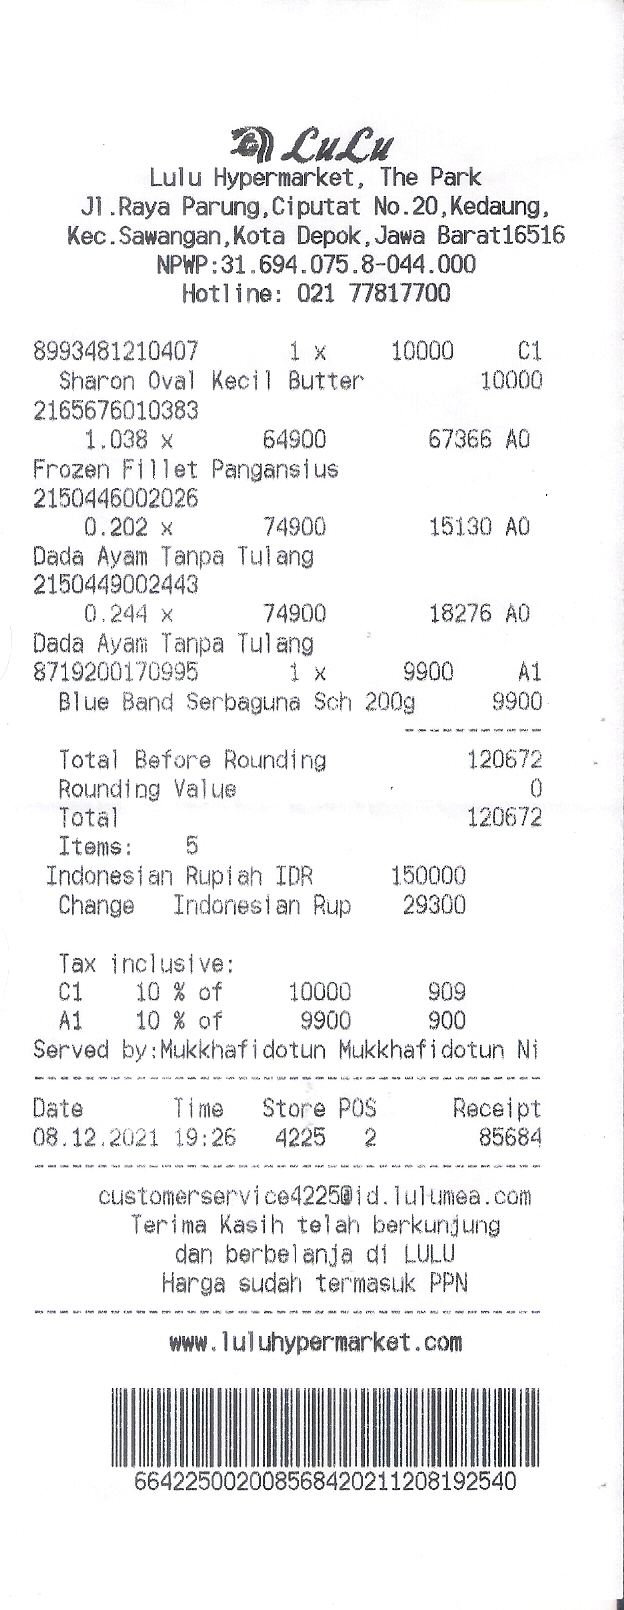 LuLu
Lulu Hypermarket, The Park
Jl.Raya Parung,Ciputat No.20,Kedaung,
Kec.Sawangan,Kota Depok,Jawa Barat16516
NPWP:31.694.075.8-044.000
Hotline: 021 77817700
8993481210407 1 x 10000 C1
Sharon Oval Kecil Butter 10000
2165676010383
1.038 x 64900 67366 A0
Frozen Fillet Pangansius
2150446002026
0.202 x 74900 15130 A0
Dada Ayam Tanpa Tulang
2150449002443
0.244 x 74900 18276 A0
Dada Ayam Tanpa Tulang
8719200170995 1 x 9900 A1
Blue Band Serbaguna Sch 200g 9900
Total Before Rounding 120672
Rounding Value 0
Total 120672
Items: 5
Indonesian Rupiah IDR 150000
Change Indonesian Rup 29300
Tax inclusive:
C1 10 % of 10000 909
A1 10 % of 9900 900
Served by:Mukkhafidotun Mukkhafidotun Ni
Date Time Store POS Receipt
08.12.2021 19:26 4225 2 85684
customerservice4225@id.lulumea.com
Terima Kasih telah berkunjung
dan berbelanja di LULU
Harga sudah termasuk PPN
www.luluhypermarket.com
664225002008568420211208192540